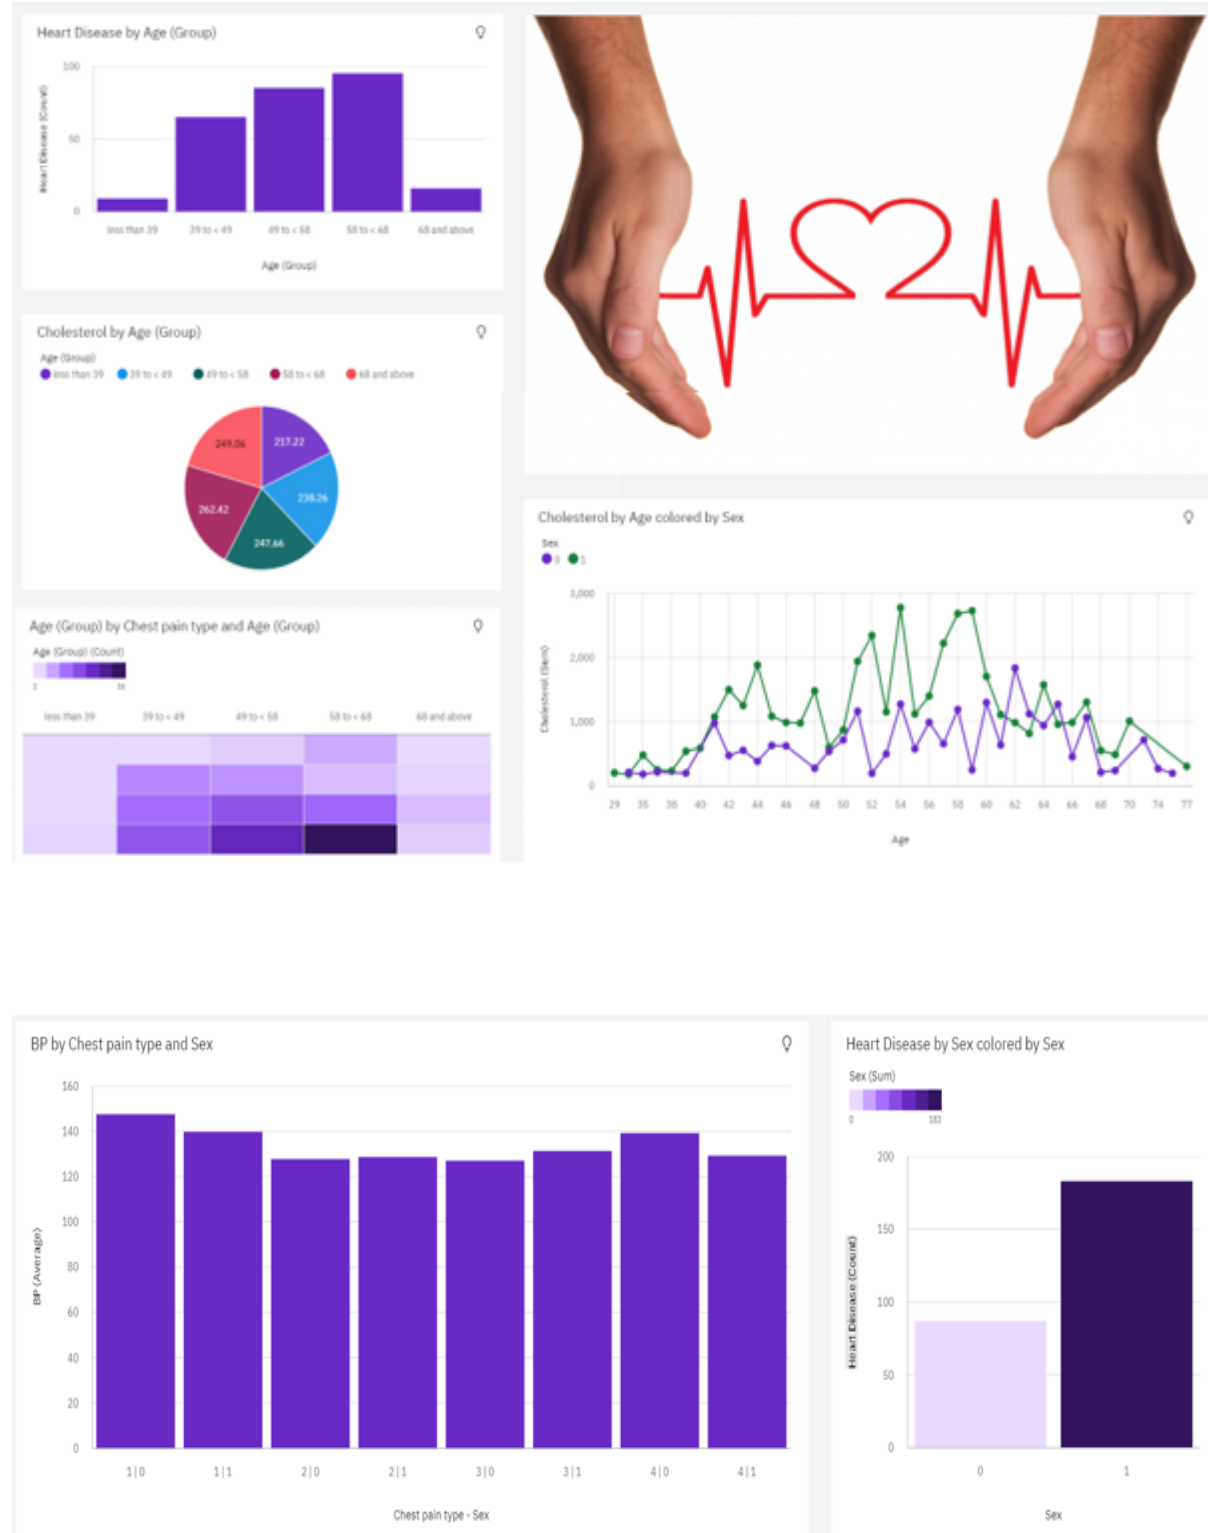 Heart Disease by Age (Group)
Heart Disease (Count)
100
50
0
less than 39 39 to < 49 49 to < 58 58 to < 68 68 and above
Age (Group)
Cholesterol by Age (Group)
Age (Group)
less than 39 39 to < 49 49 to < 58 58 to < 68 68 and above
249.06 217.22
262.42 238.26
247.66
Age (Group) by Chest pain type and Age (Group)
Age (Group) (Count)
2
less than 39 39 to < 49 49 to < 58 58 to < 68 68 and above
Cholesterol by Age colored by Sex
Sex
0 1
Cholesterol (Sum)
3,000
2,000
1,000
0
29 35 38 40 42 44 46 48 50 52 54 56 58 60 62 64 66 68 70 74 77
Age
BP by Chest pain type and Sex
BP (Average)
160
140
120
100
80
60
40
20
0
1 | 0 1 | 1 2 | 0 2 | 1 3 | 0 3 | 1 4 | 0 4 | 1
Chest pain type - Sex
Heart Disease by Sex colored by Sex
Sex (Sum)
0 183
Heart Disease (Count)
200
150
100
50
0
0 1
Sex